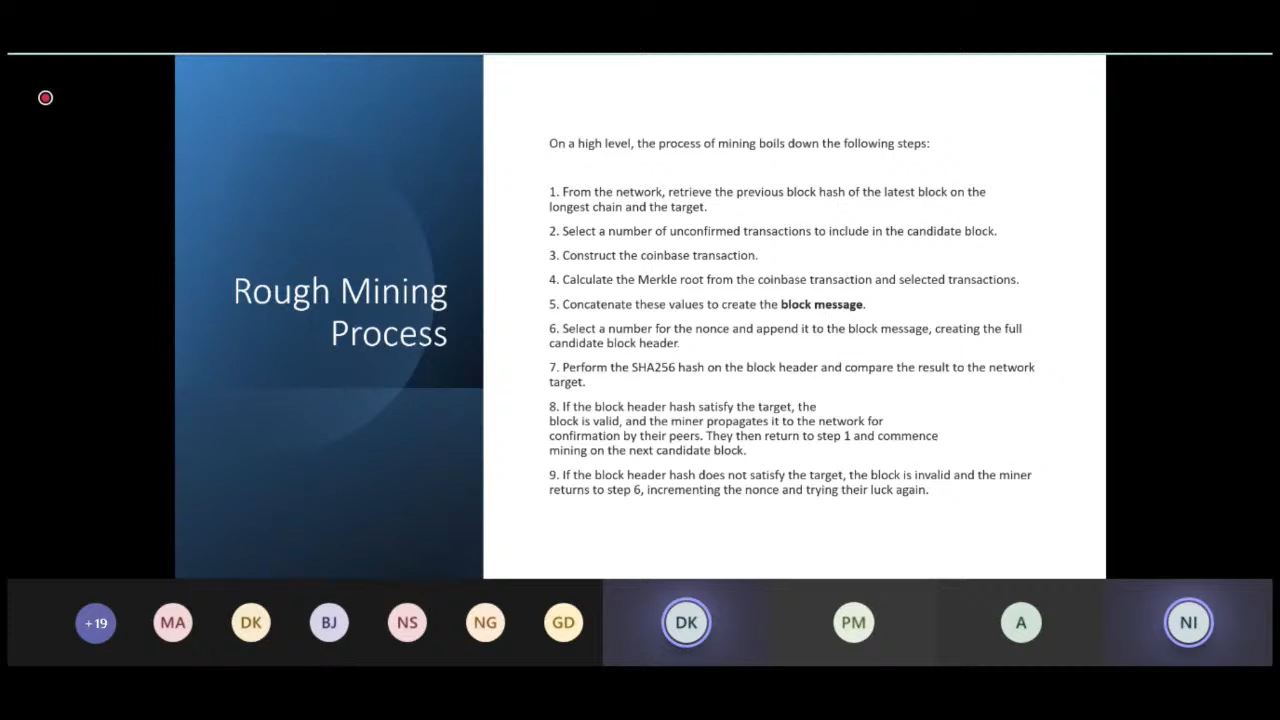 Rough Mining
Process
On a high level, the process of mining boils down the following steps:
1. From the network, retrieve the previous block hash of the latest block on the
longest chain and the target.
2. Select a number of unconfirmed transactions to include in the candidate block.
3. Construct the coinbase transaction.
4. Calculate the Merkle root from the coinbase transaction and selected transactions.
5. Concatenate these values to create the block message.
6. Select a number for the nonce and append it to the block message, creating the full
candidate block header.
7. Perform the SHA256 hash on the block header and compare the result to the network
target.
8. If the block header hash satisfy the target, the
block is valid, and the miner propagates it to the network for
confirmation by their peers. They then return to step 1 and commence
mining on the next candidate block.
9. If the block header hash does not satisfy the target, the block is invalid and the miner
returns to step 6, incrementing the nonce and trying their luck again.
+19 MA DK BJ NS NG GD DK PM A NI